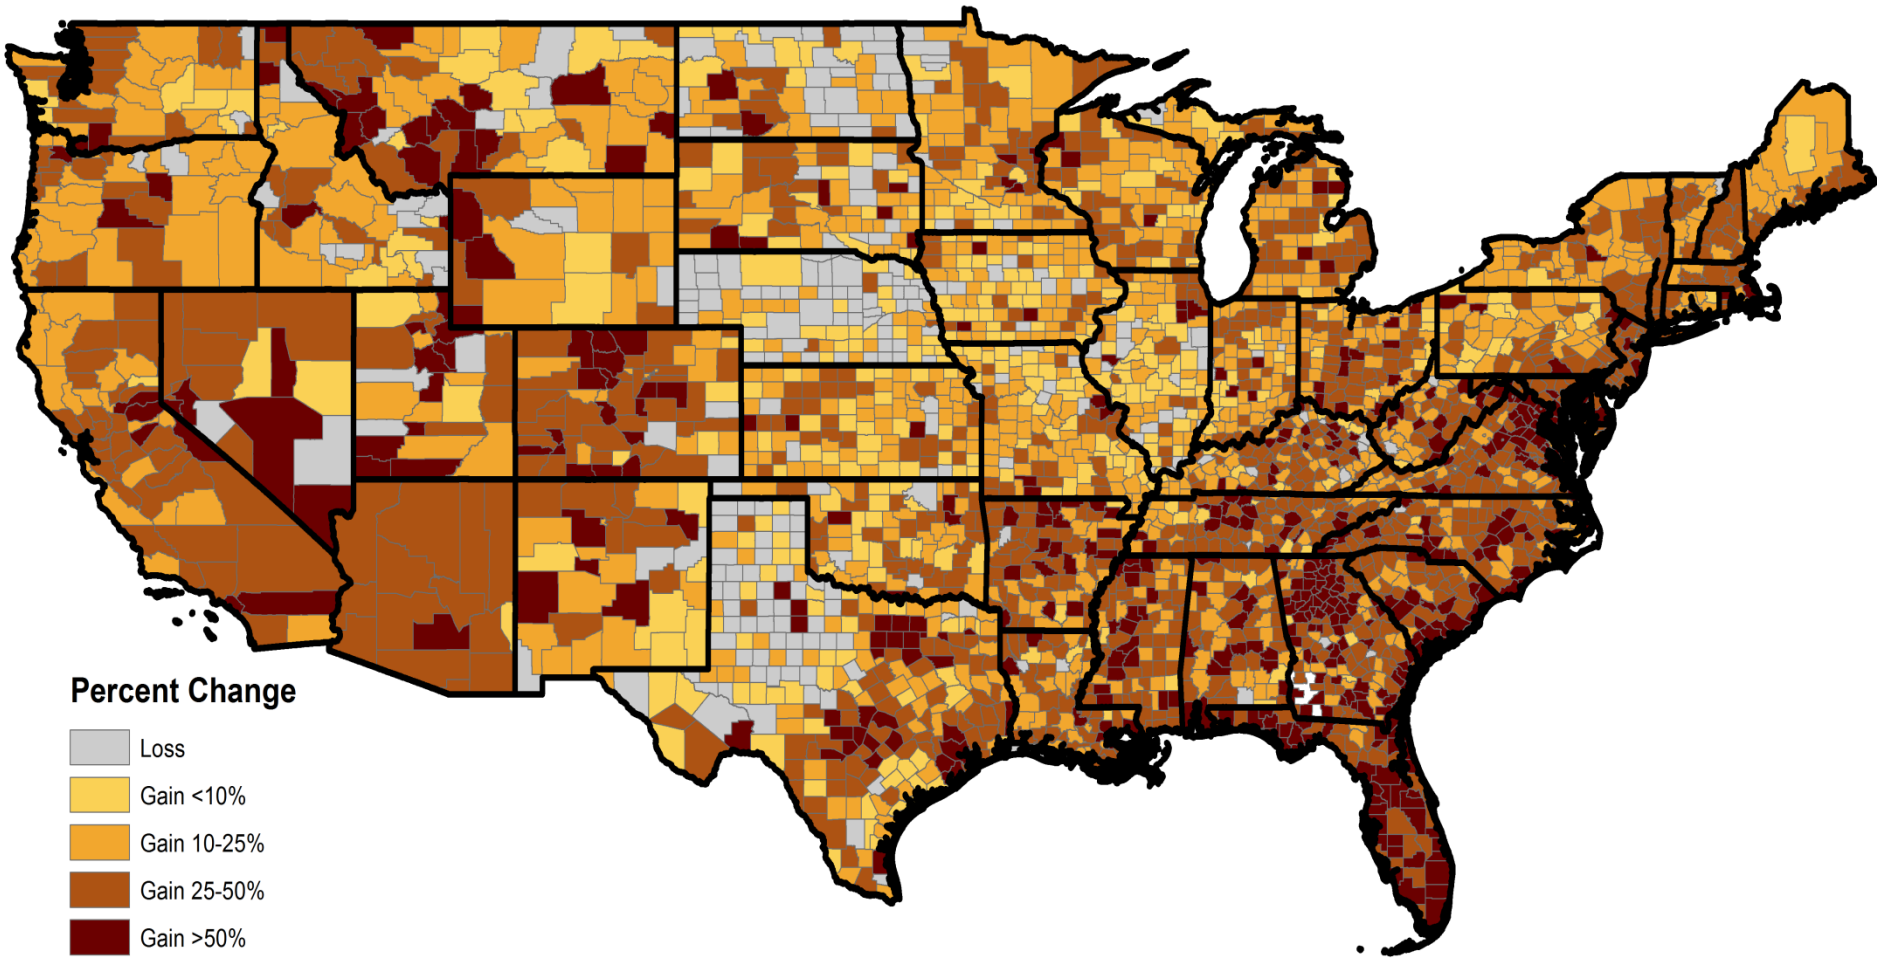 Percent Change
Loss
Gain <10%
Gain 10-25%
Gain 25-50%
Gain >50%